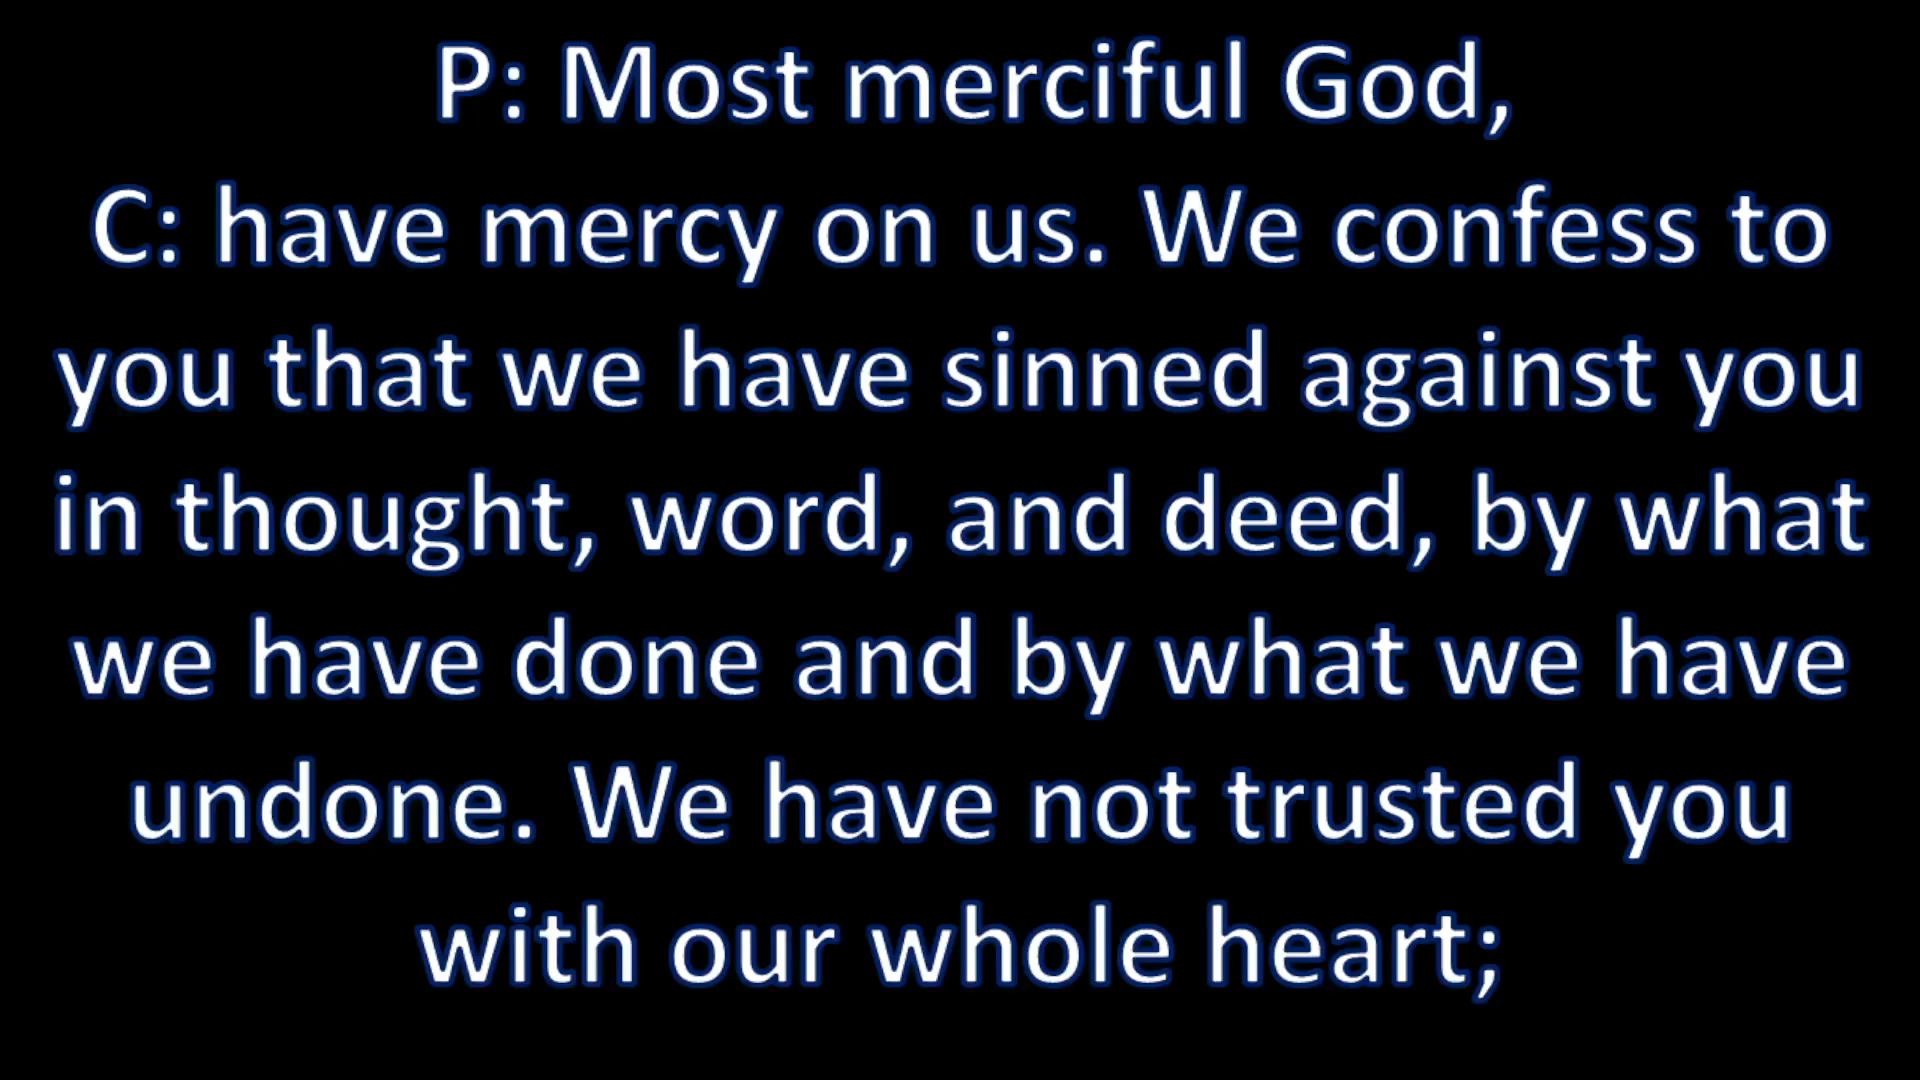 P: Most merciful God,
C: have mercy on us. We confess to
you that we have sinned against you
in thought, word, and deed, by what
we have done and by what we have
undone. We have not trusted you
with our whole heart;